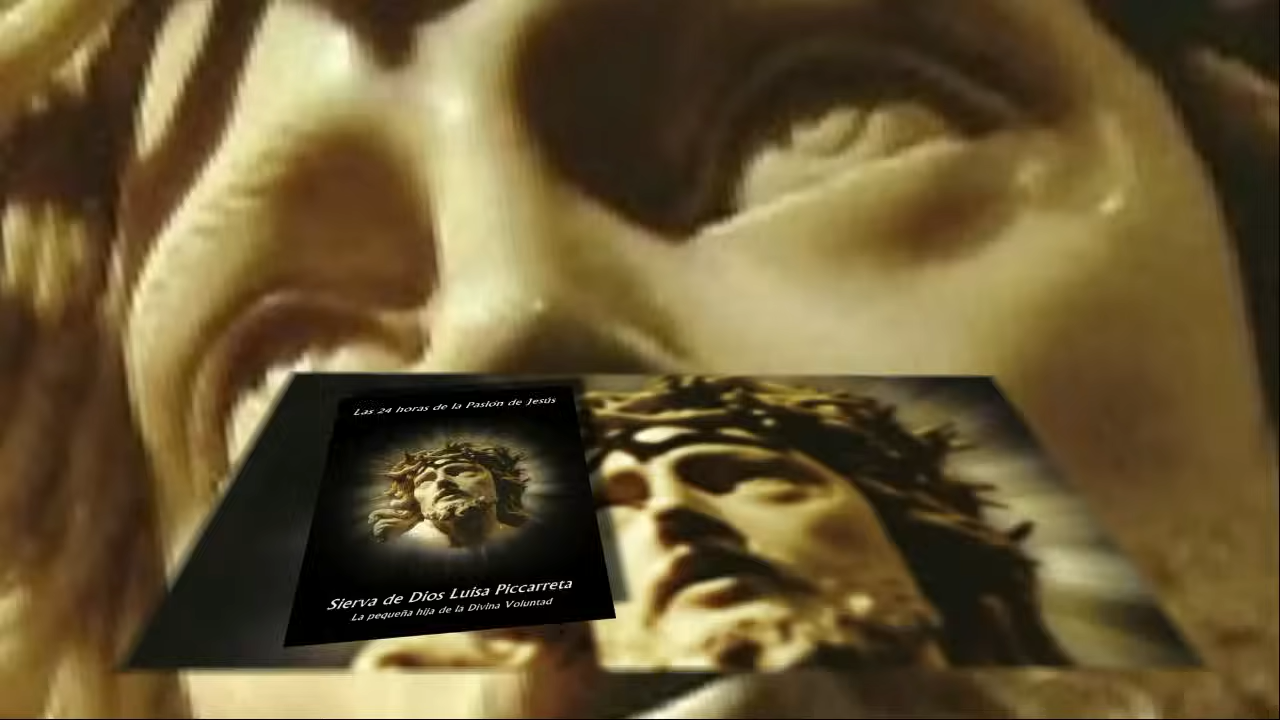 Las 24 horas de la Pasión de Jesús
Sierva de Dios Luisa Piccarreta
La pequeña hija de la Divina Voluntad